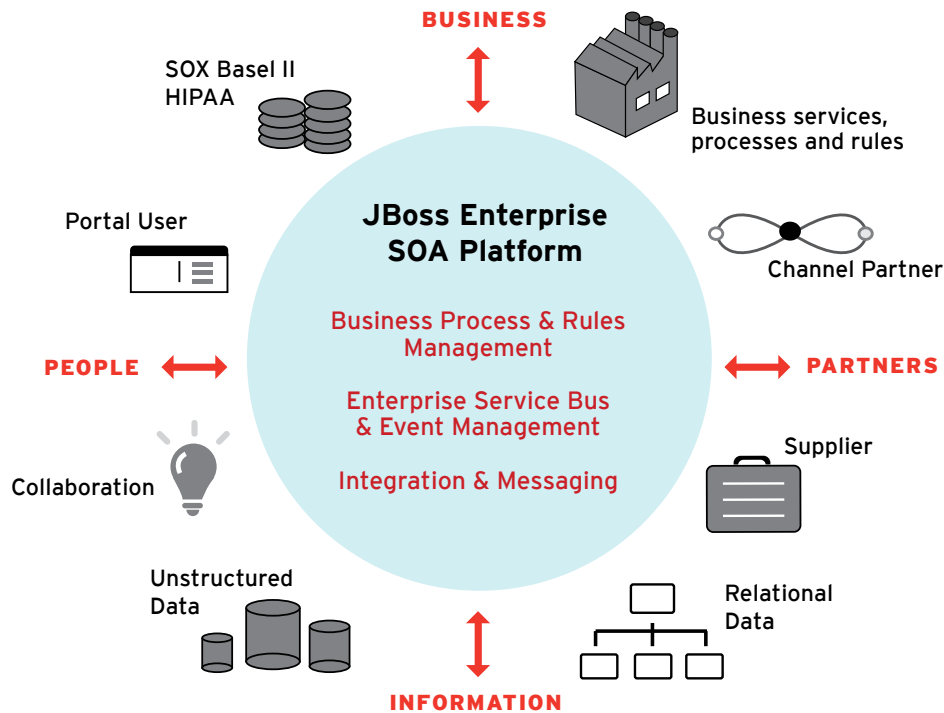 BUSINESS
SOX Basel II
HIPAA
Business services,
processes and rules
Portal User
JBoss Enterprise
SOA Platform
Channel Partner
Business Process & Rules
Management
PEOPLE
PARTNERS
Enterprise Service Bus
& Event Management
Supplier
Collaboration
Integration & Messaging
Unstructured
Data
Relational
Data
INFORMATION